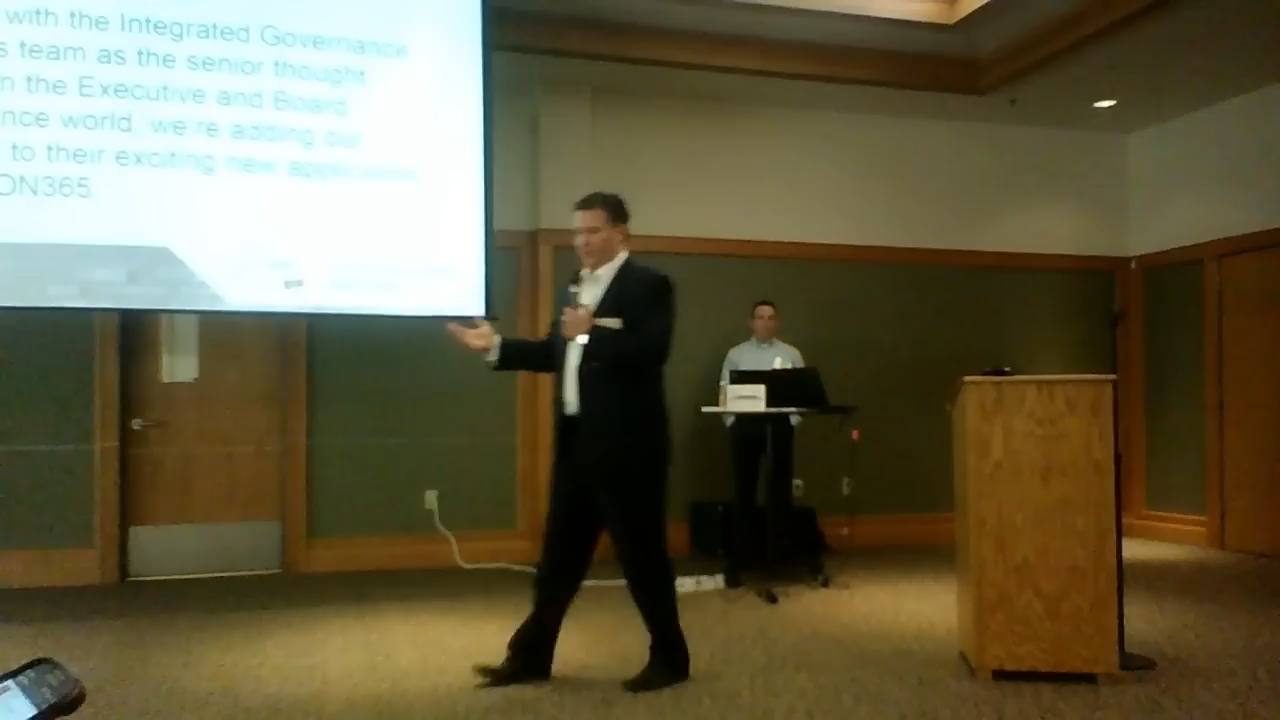 with the Integrated Governance
s team as the senior thought
n the Executive and Board
nce world, we're adding our
to their exciting new application
ON365